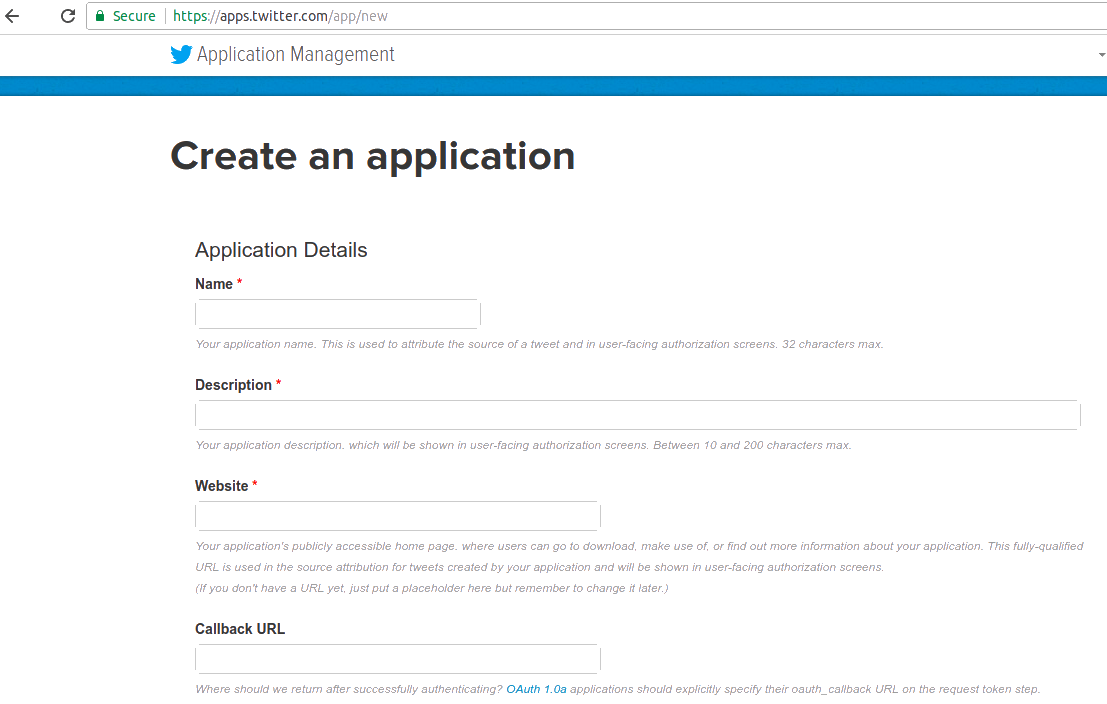 Secure https://apps.twitter.com/app/new
Application Management
Create an application
Application Details
Name *
Your application name. This is used to attribute the source of a tweet and in user-facing authorization screens. 32 characters max.
Description *
Your application description. which will be shown in user-facing authorization screens. Between 10 and 200 characters max.
Website *
Your application's publicly accessible home page. where users can go to download, make use of, or find out more information about your application. This fully-qualified
URL is used in the source attribution for tweets created by your application and will be shown in user-facing authorization screens.
(If you don't have a URL yet, just put a placeholder here but remember to change it later.)
Callback URL
Where should we return after successfully authenticating? OAuth 1.0a applications should explicitly specify their oauth_callback URL on the request token step.